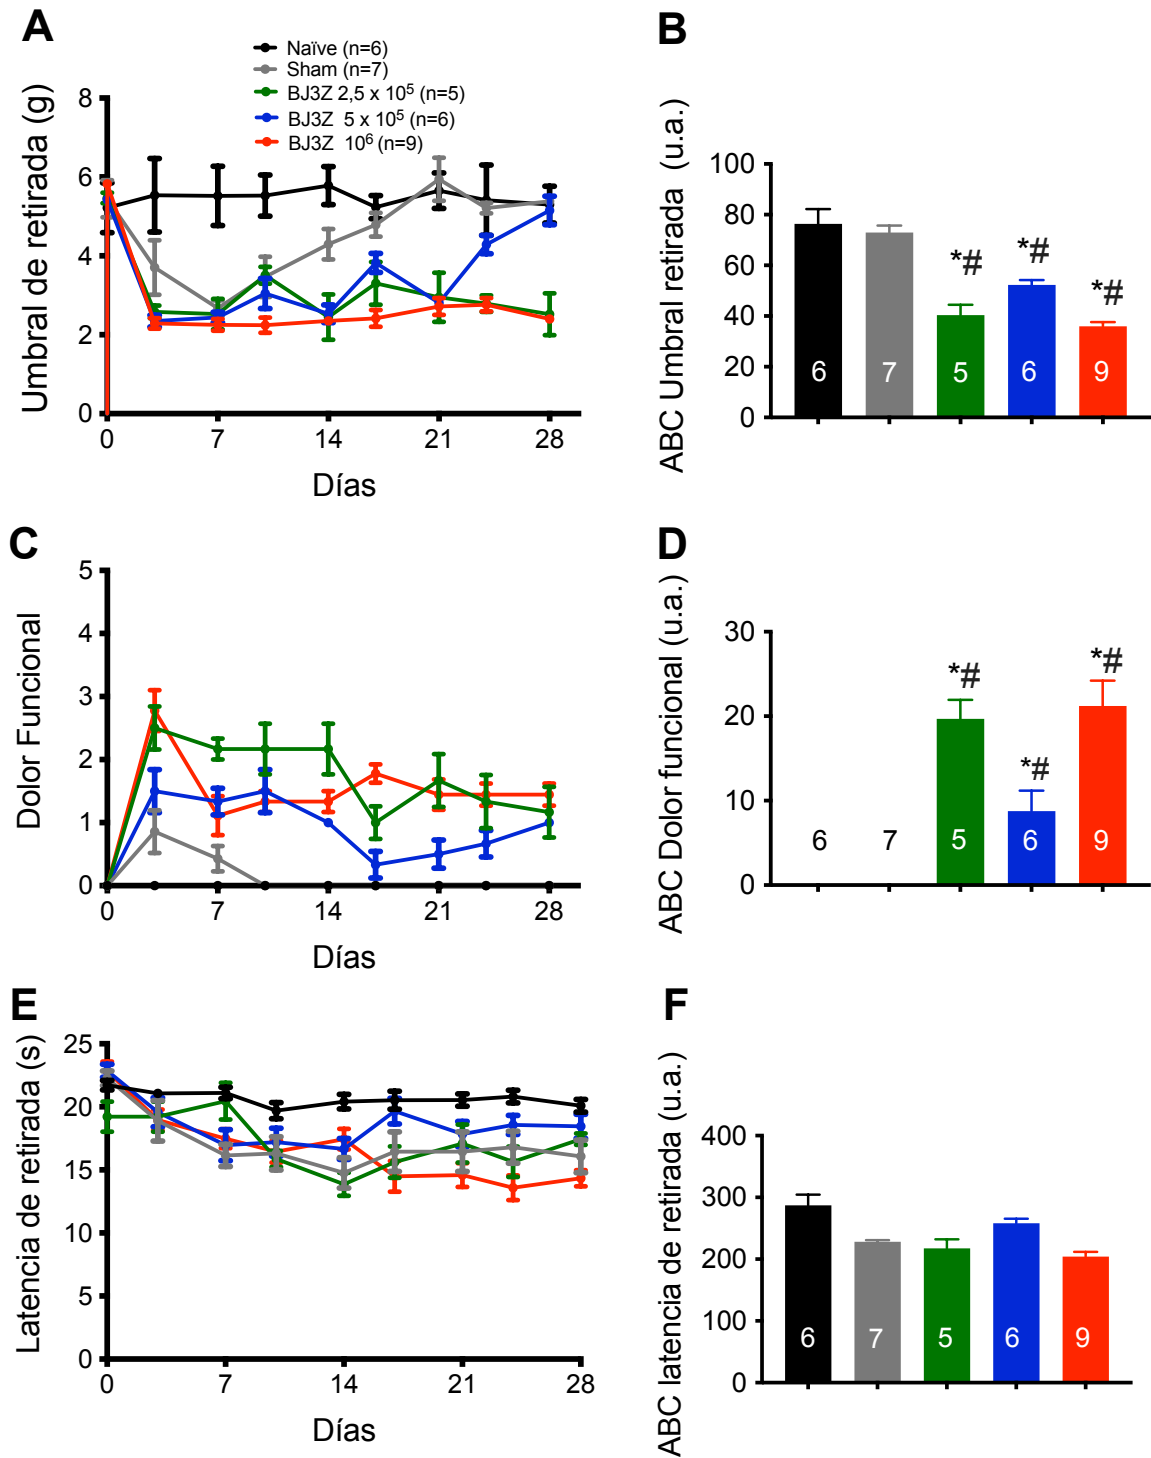 A
Naïve (n=6)
Sham (n=7)
BJ3Z 2,5 x 10⁵ (n=5)
BJ3Z 5 x 10⁵ (n=6)
BJ3Z 10⁶ (n=9)
Umbral de retirada (g)
8
6
4
2
0
0 7 14 21 28
Días
B
ABC Umbral retirada (u.a.)
100
80
60
40
20
0
*# *# *#
6 7 5 6 9
C
Dolor Funcional
5
4
3
2
1
0
0 7 14 21 28
Días
D
ABC Dolor funcional (u.a.)
30
20
10
0
*# *# *#
6 7 5 6 9
E
Latencia de retirada (s)
25
20
15
10
5
0
0 7 14 21 28
Días
F
ABC latencia de retirada (u.a.)
400
300
200
100
0
6 7 5 6 9